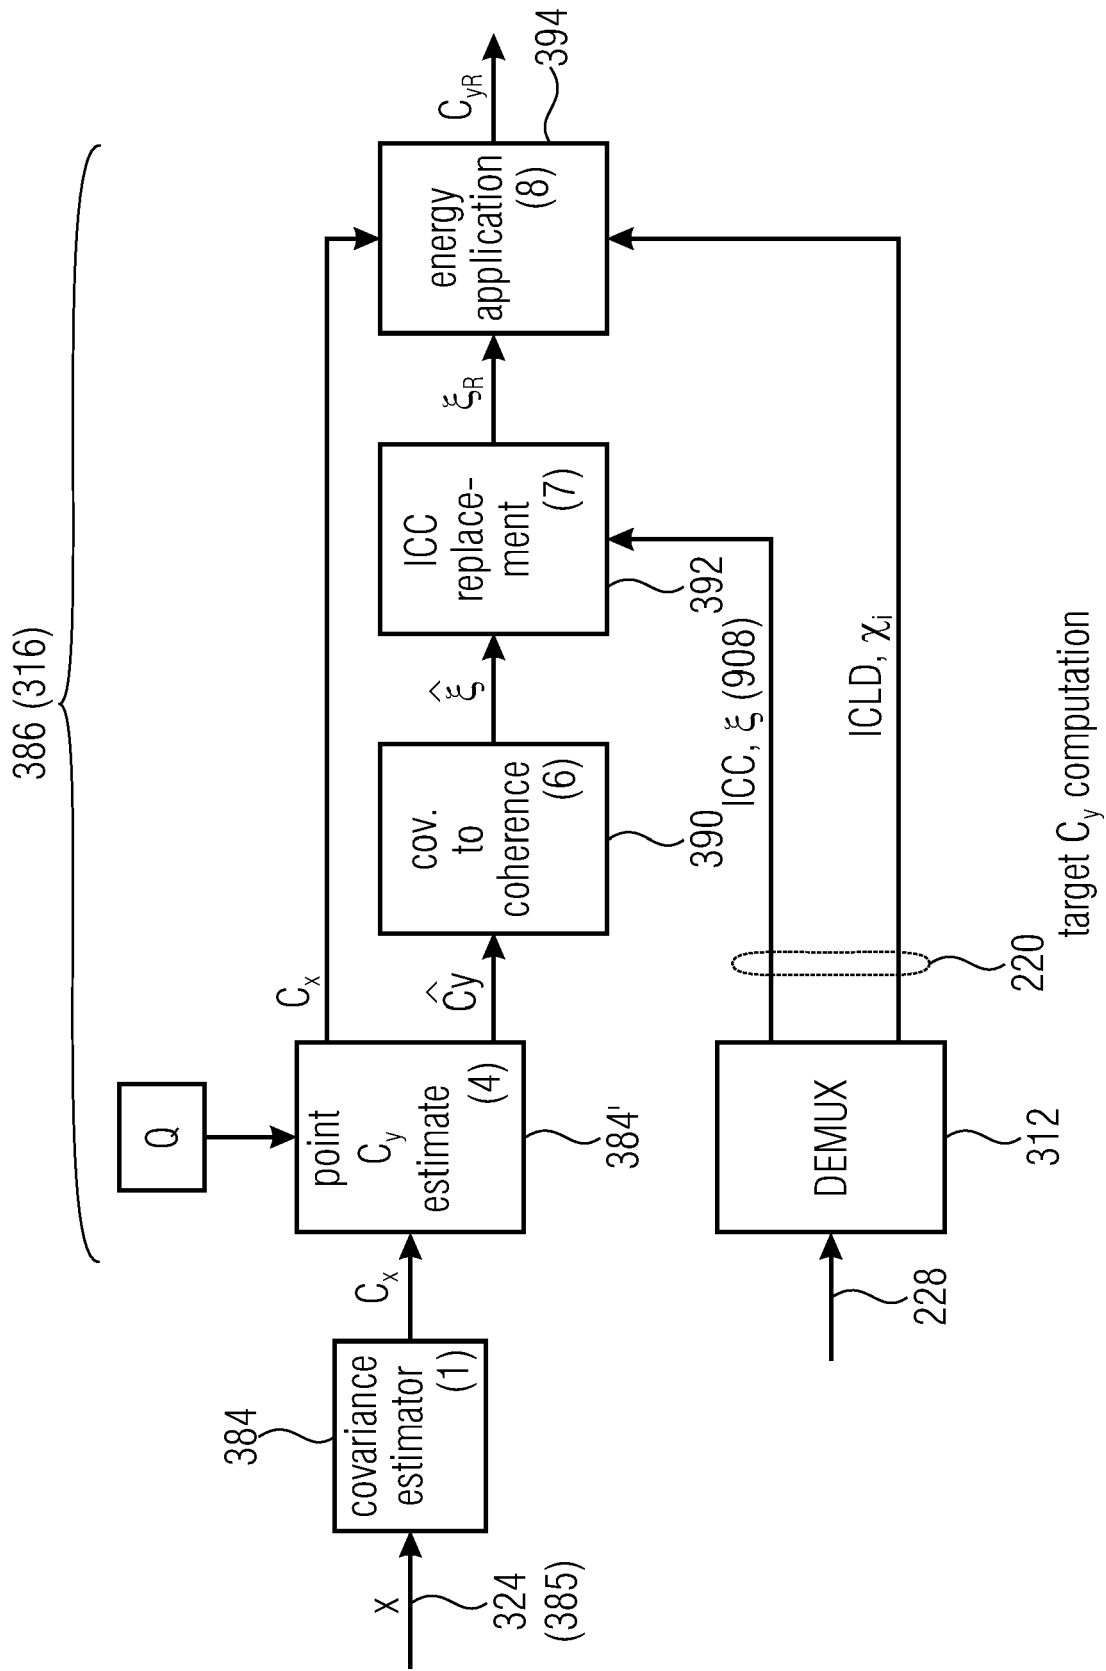 386 (316)
Q
C_x
C_yR
384
x
324
(385)
covariance
estimator
(1)
C_x
point
C_y
estimate
(4)
384'
Ĉy
cov.
to
coherence
(6)
390
ξ̂
ICC
replace-
ment
(7)
392
ξ_R
energy
application
(8)
394
228
DEMUX
312
220
ICC, ξ (908)
ICLD, χ_i
target C_y computation